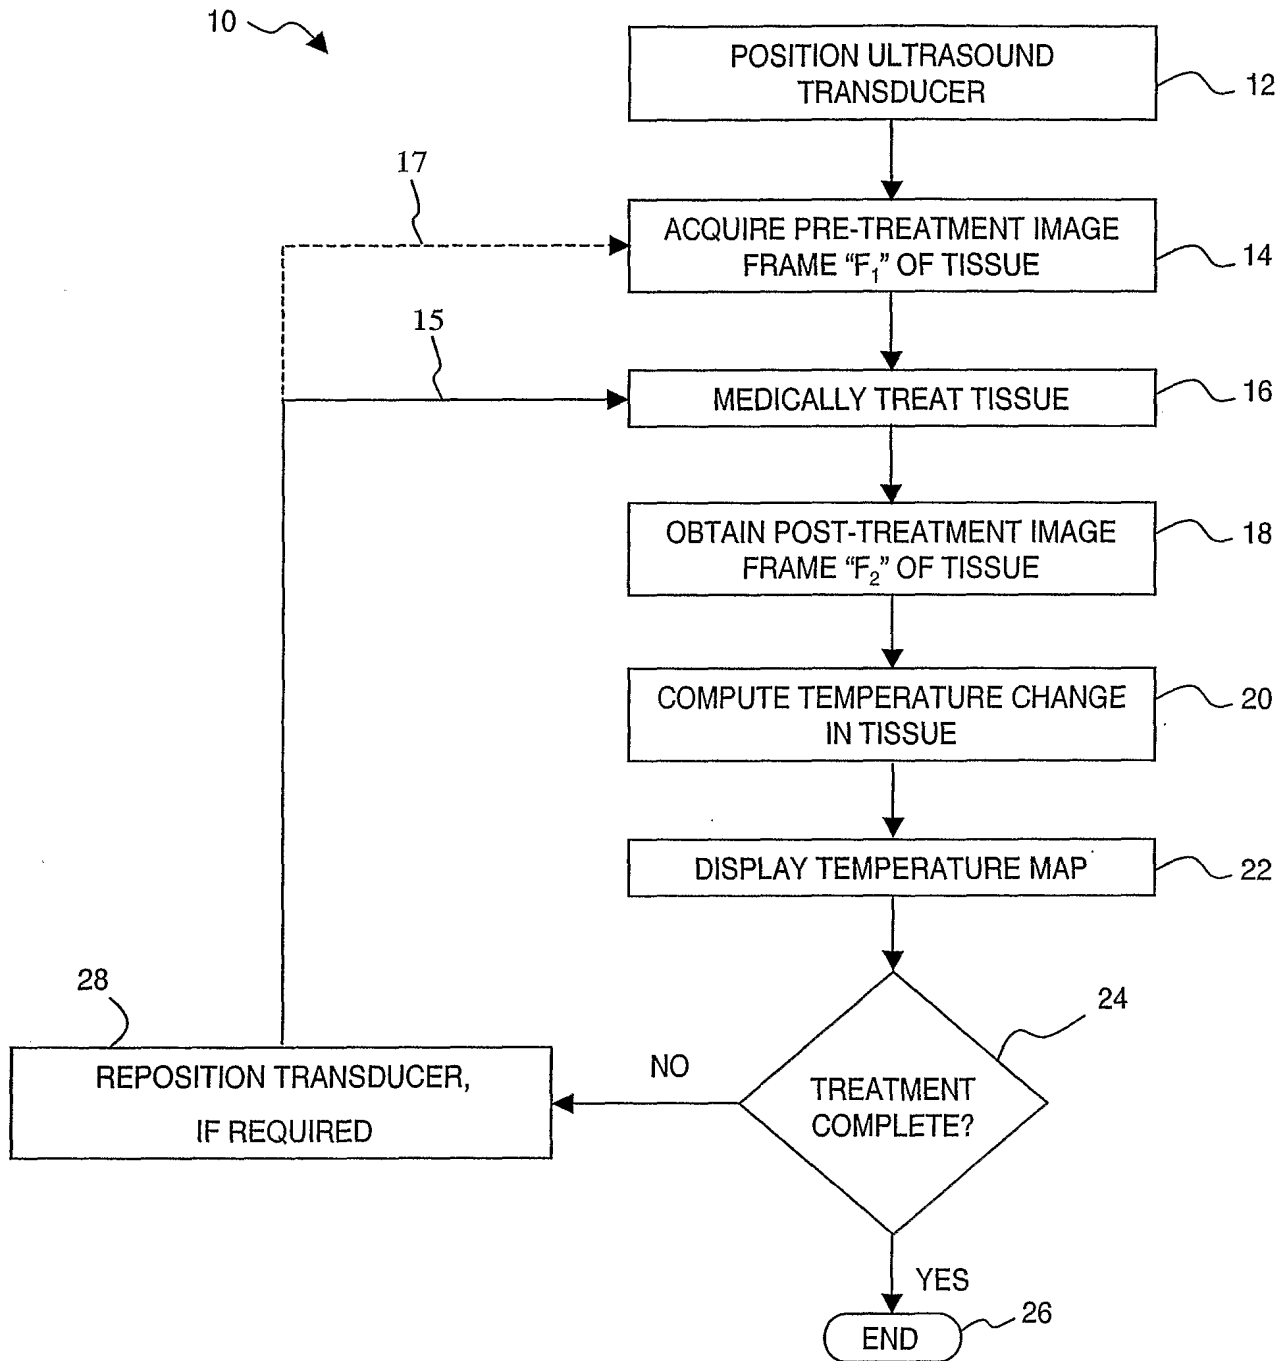 10
POSITION ULTRASOUND
TRANSDUCER
12
17
ACQUIRE PRE-TREATMENT IMAGE
FRAME “F₁” OF TISSUE
14
15
MEDICALLY TREAT TISSUE
16
OBTAIN POST-TREATMENT IMAGE
FRAME “F₂” OF TISSUE
18
COMPUTE TEMPERATURE CHANGE
IN TISSUE
20
DISPLAY TEMPERATURE MAP
22
28
24
REPOSITION TRANSDUCER,
IF REQUIRED
NO
TREATMENT
COMPLETE?
YES
END
26